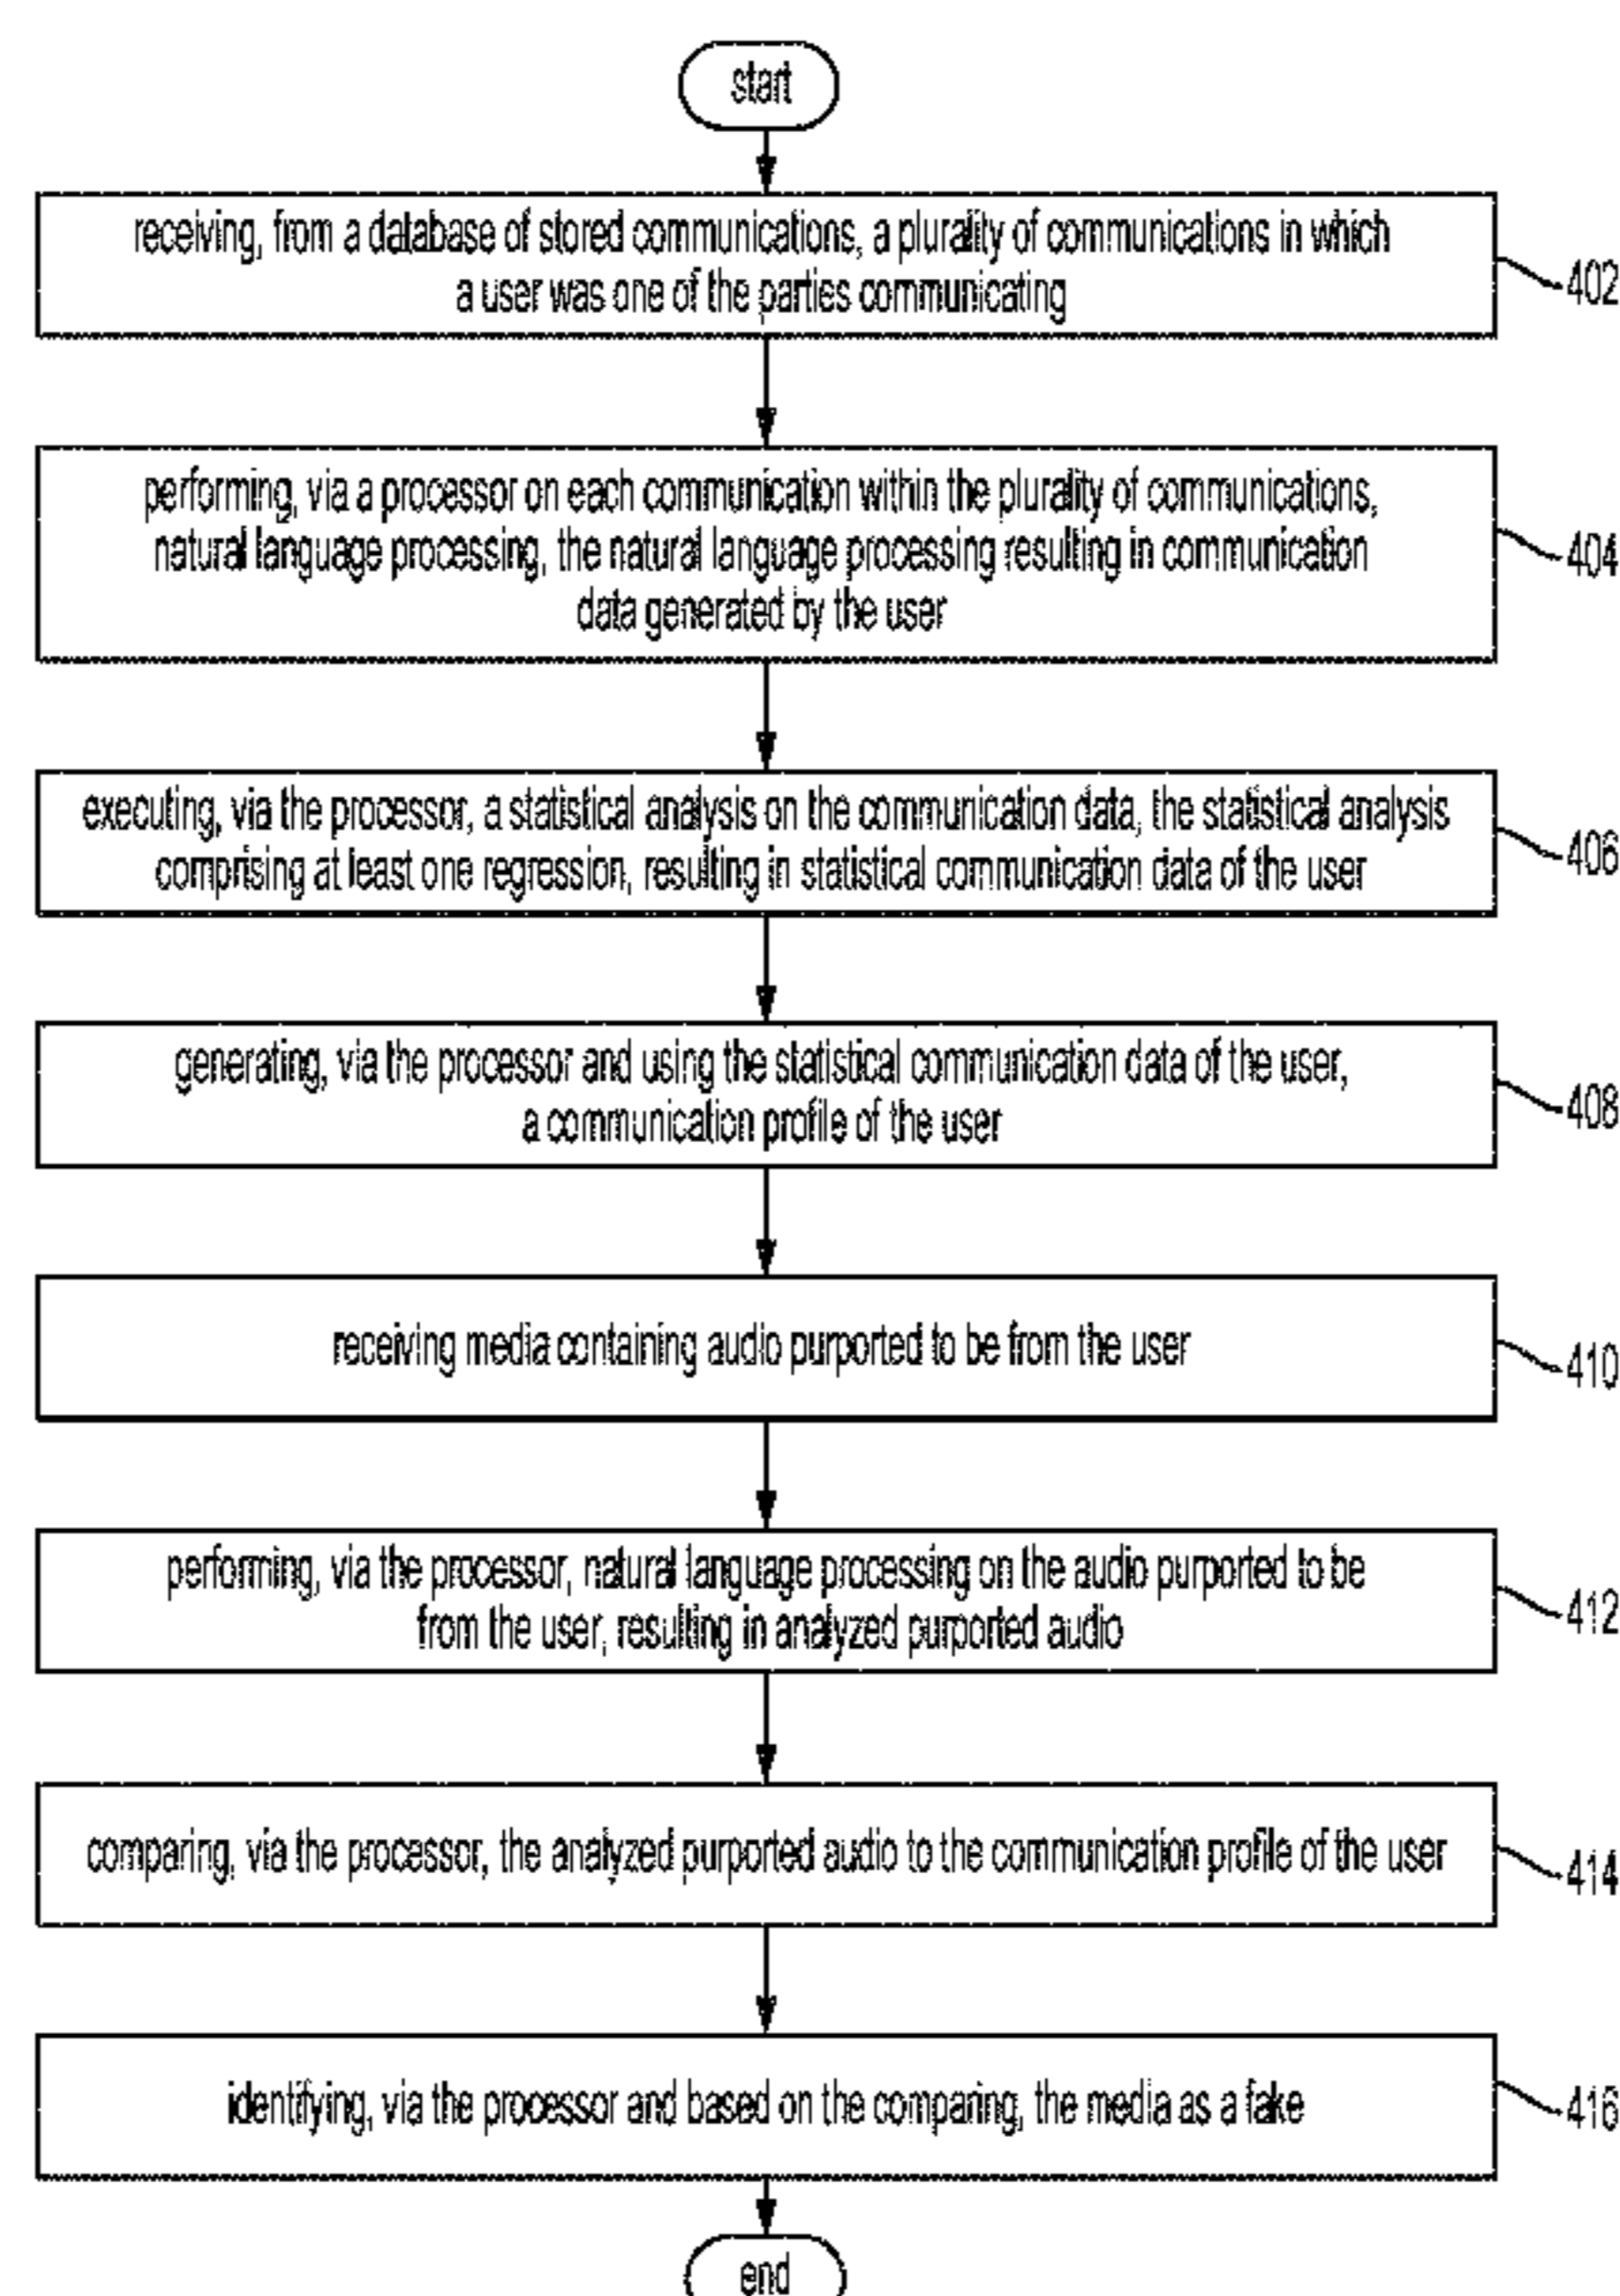 start
receiving, from a database of stored communications, a plurality of communications in which
a user was one of the parties communicating
402
performing, via a processor on each communication within the plurality of communications,
natural language processing, the natural language processing resulting in communication
data generated by the user
404
executing, via the processor, a statistical analysis on the communication data, the statistical analysis
comprising at least one regression, resulting in statistical communication data of the user
406
generating, via the processor and using the statistical communication data of the user,
a communication profile of the user
408
receiving media containing audio purported to be from the user
410
performing, via the processor, natural language processing on the audio purported to be
from the user, resulting in analyzed purported audio
412
comparing, via the processor, the analyzed purported audio to the communication profile of the user
414
identifying, via the processor and based on the comparing, the media as a fake
416
end